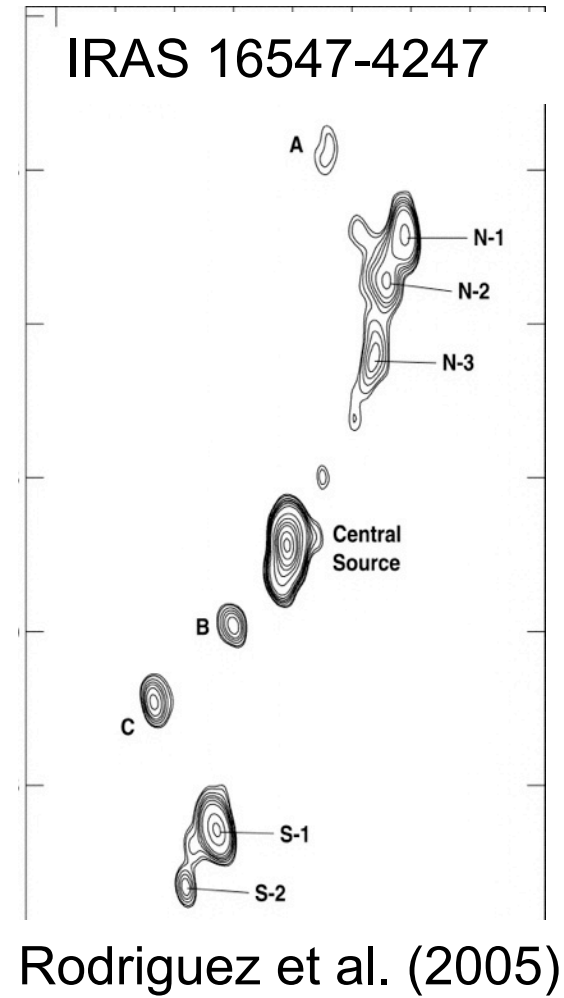 IRAS 16547-4247
A
N-1
N-2
N-3
Central
Source
B
C
S-1
S-2
Rodriguez et al. (2005)